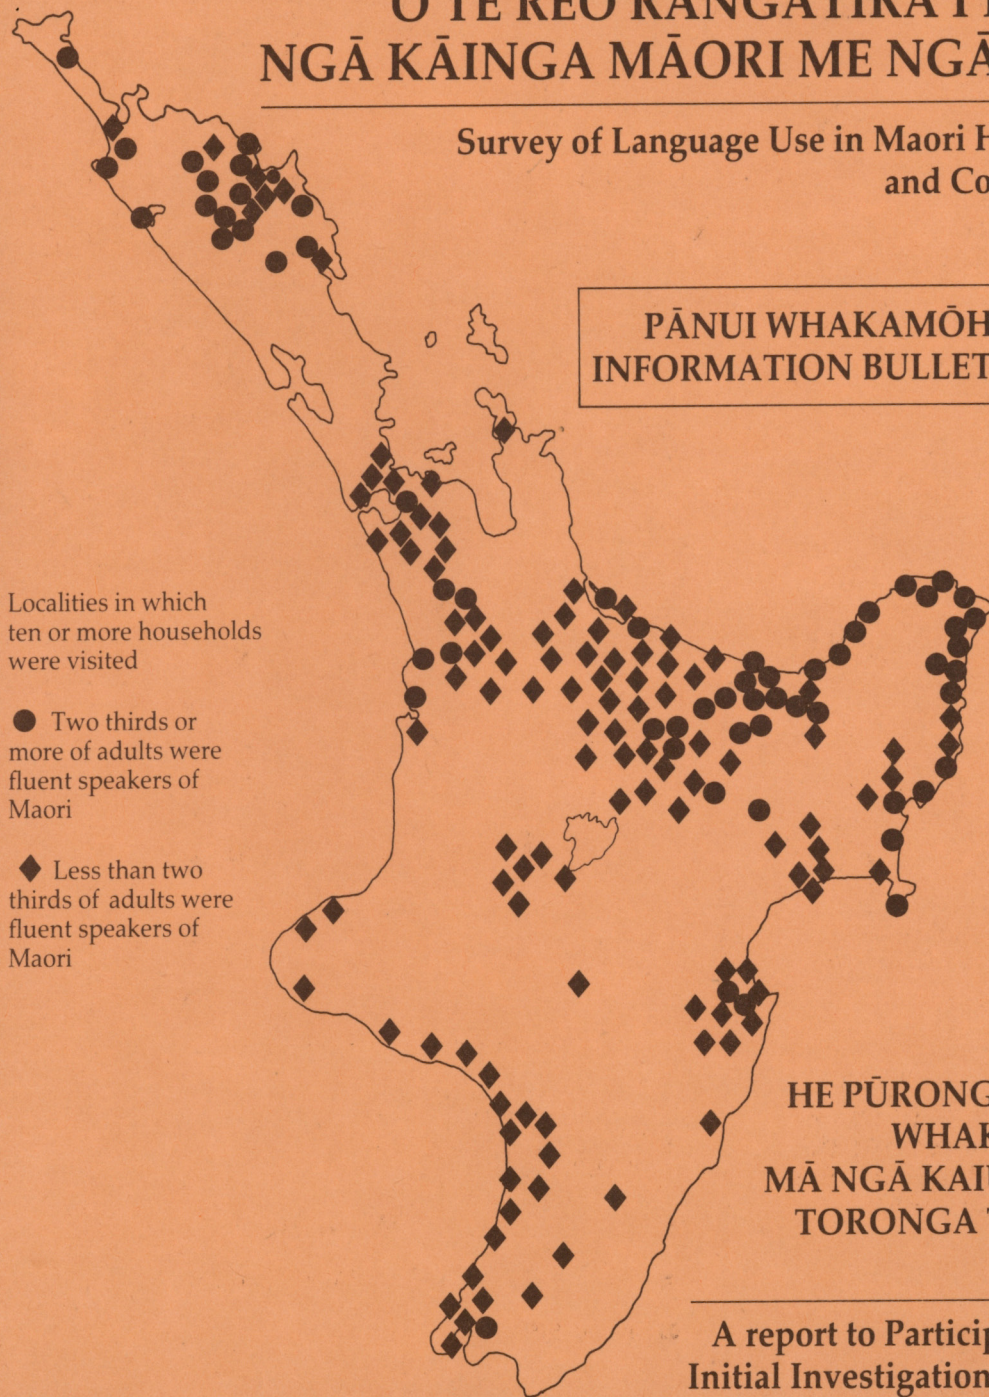 O TE REO RANGATIRA I
NGĀ KĀINGA MĀORI ME NGĀ
Survey of Language Use in Maori H
and Co
PĀNUI WHAKAMŌH
INFORMATION BULLET
Localities in which
ten or more households
were visited
Two thirds or
more of adults were
fluent speakers of
Maori
Less than two
thirds of adults were
fluent speakers of
Maori
HE PŪRONG
WHAK
MĀ NGĀ KAI
TORONGA
A report to Particip
Initial Investigation